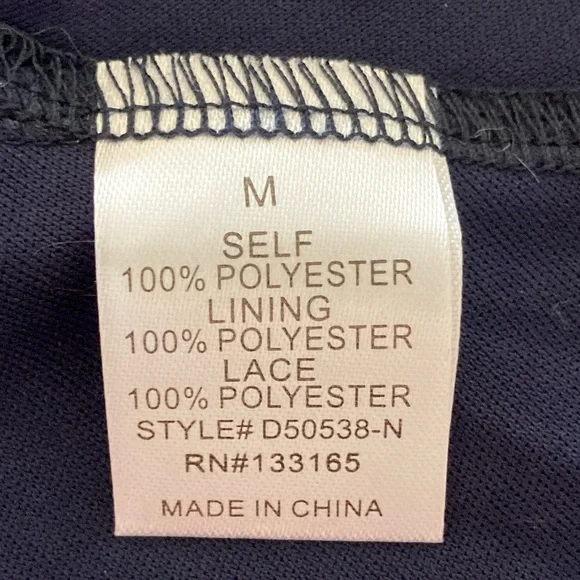 M
SELF
100% POLYESTER
LINING
100% POLYESTER
LACE
100% POLYESTER
STYLE# D50538-N
RN#133165
MADE IN CHINA